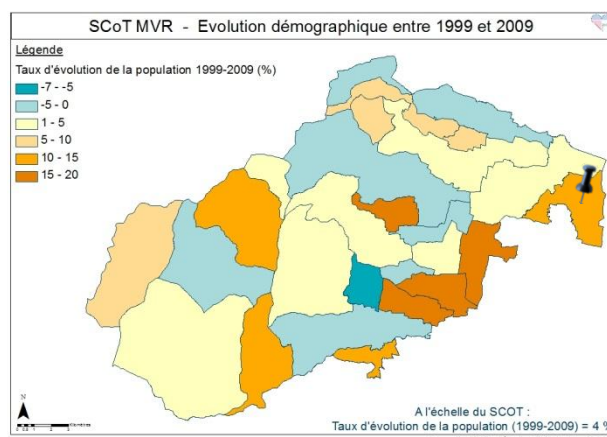 SCoT MVR - Evolution démographique entre 1999 et 2009
Légende
Taux d'évolution de la population 1999-2009 (%)
-7 - -5
-5 - 0
1 - 5
5 - 10
10 - 15
15 - 20
N
A l'échelle du SCOT :
Taux d'évolution de la population (1999-2009) = 4 %